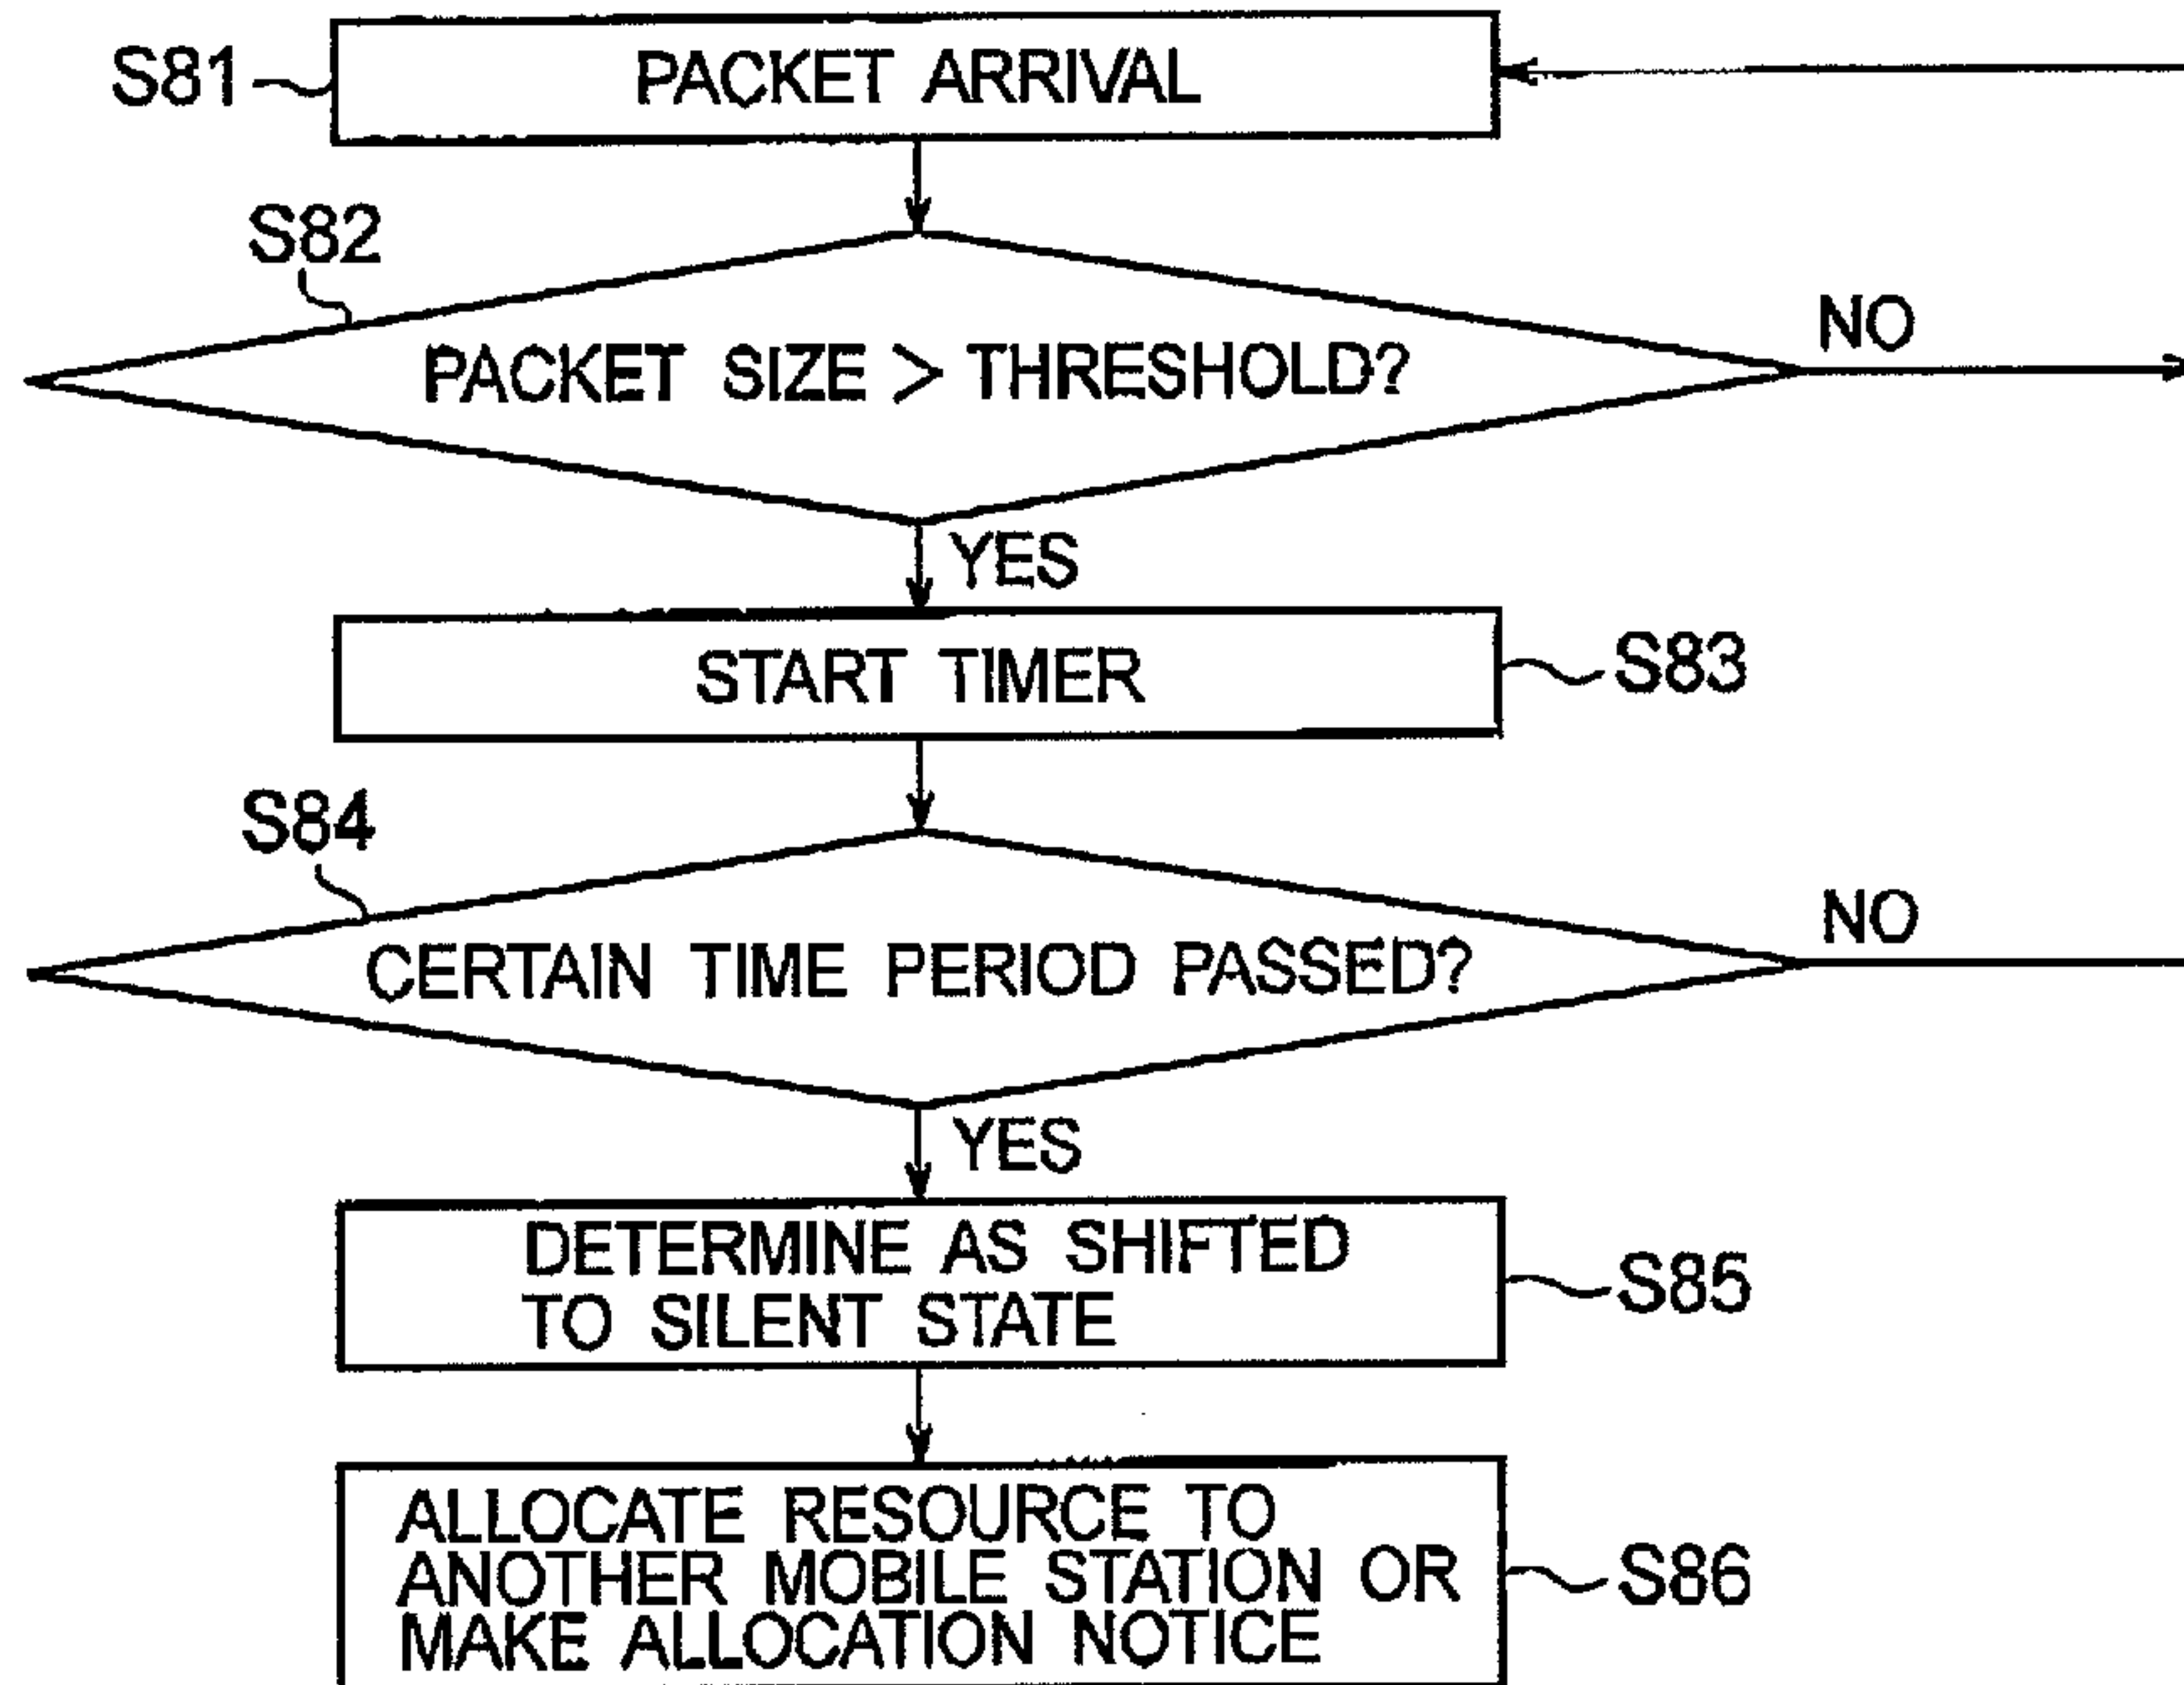 S81
PACKET ARRIVAL
S82
PACKET SIZE > THRESHOLD?
NO
YES
START TIMER
S83
S84
CERTAIN TIME PERIOD PASSED?
NO
YES
DETERMINE AS SHIFTED
TO SILENT STATE
S85
ALLOCATE RESOURCE TO
ANOTHER MOBILE STATION OR
MAKE ALLOCATION NOTICE
S86